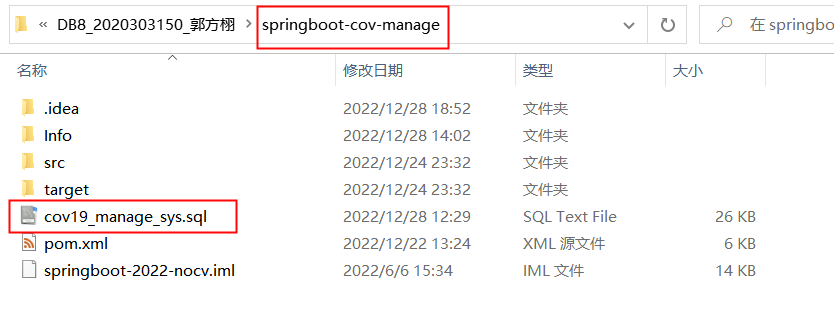 « DB8_2020303150_郭方栩 > springboot-cov-manage 在 springbo
名称 修改日期 类型 大小
.idea 2022/12/28 18:52 文件夹
Info 2022/12/28 14:02 文件夹
src 2022/12/24 23:32 文件夹
target 2022/12/24 23:32 文件夹
cov19_manage_sys.sql 2022/12/28 12:29 SQL Text File 26 KB
pom.xml 2022/12/22 13:24 XML 源文件 6 KB
springboot-2022-nocv.iml 2022/6/6 15:34 IML 文件 14 KB